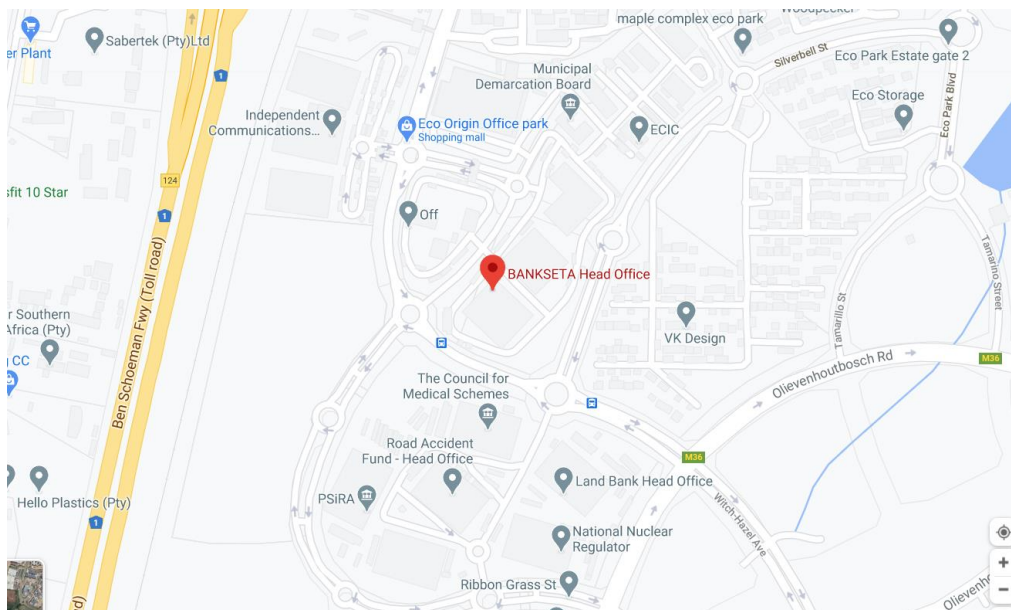 maple complex eco park
Woodpecker
Sabertek (Pty)Ltd
er Plant
Silverbell St
Eco Park Estate gate 2
1
Municipal
Demarcation Board
Eco Storage
Independent
Communications...
Eco Origin Office park
Shopping mall
ECIC
Eco Park Blvd
124
sfit 10 Star
1
Off
Tamarino Street
BANKSETA Head Office
Tamarillo St
r Southern
Africa (Pty)
VK Design
CC
Ben Schoeman Fwy (Toll road)
Olievenhoutbosch Rd
M36
The Council for
Medical Schemes
Road Accident
Fund - Head Office
M36
Land Bank Head Office
PSiRA
Hello Plastics (Pty)
1
Witch-Hazel Ave
National Nuclear
Regulator
Ribbon Grass St
Olievenh